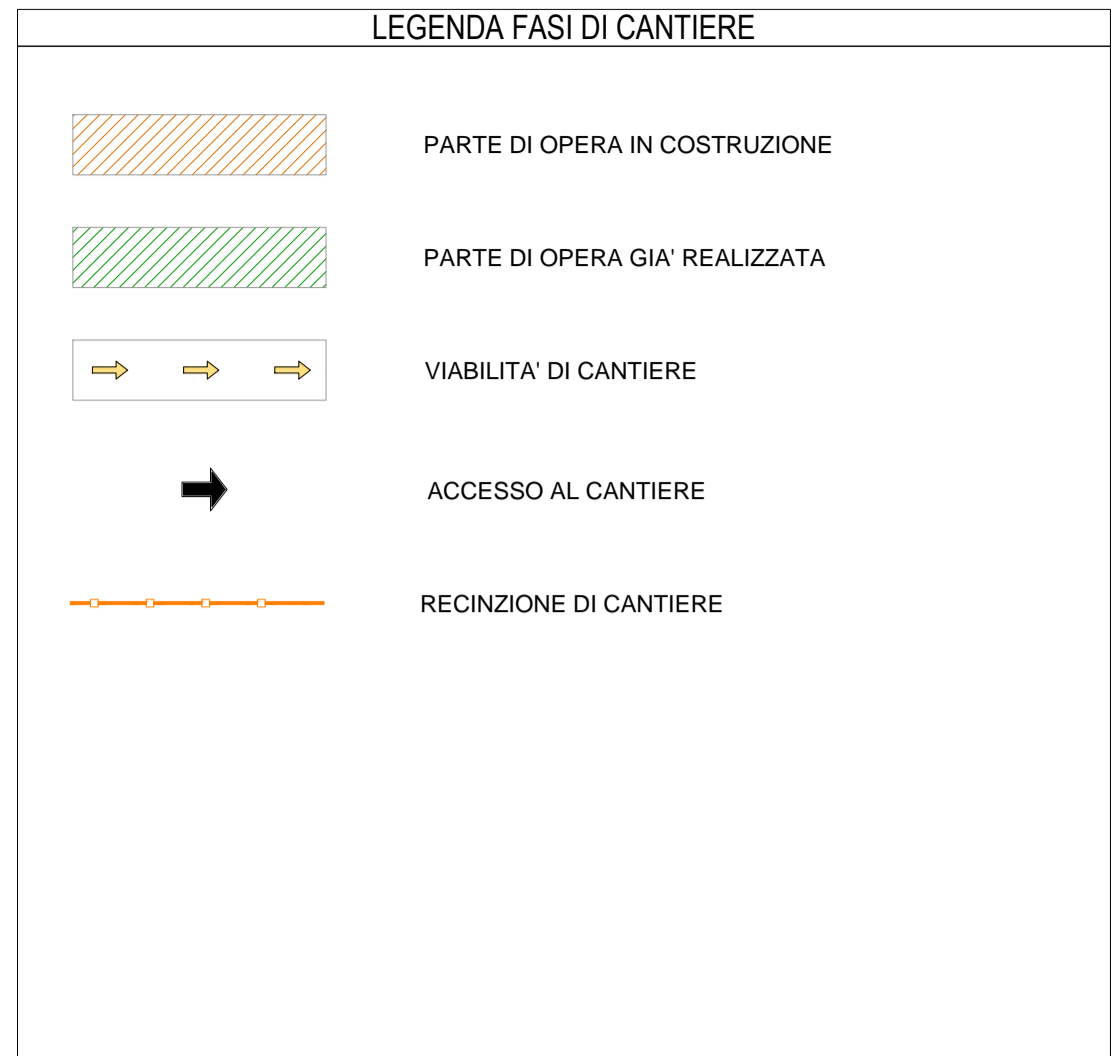 LEGENDA FASI DI CANTIERE
PARTE DI OPERA IN COSTRUZIONE
PARTE DI OPERA GIA' REALIZZATA
VIABILITA' DI CANTIERE
ACCESSO AL CANTIERE
RECINZIONE DI CANTIERE